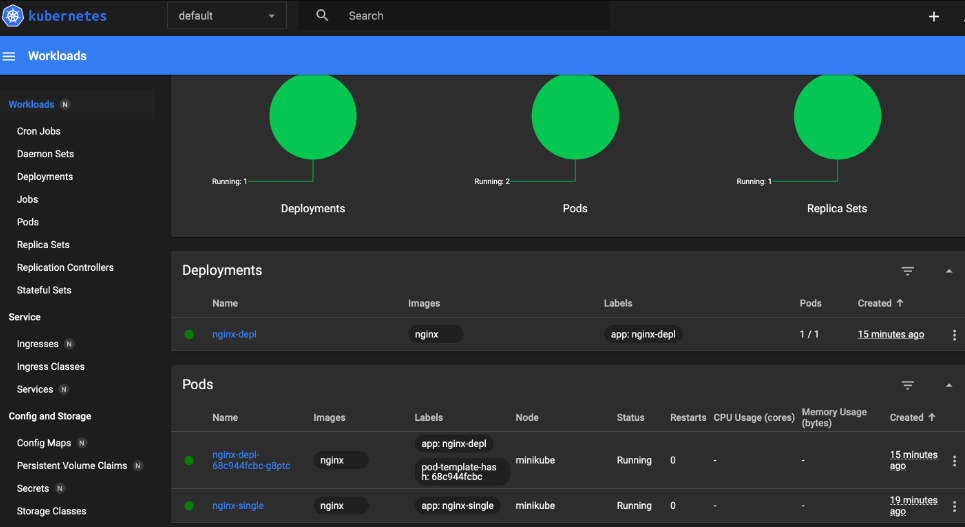 kubernetes
default
Search
+
Workloads
Workloads N
Cron Jobs
Daemon Sets
Deployments
Jobs
Pods
Replica Sets
Replication Controllers
Stateful Sets
Service
Ingresses N
Ingress Classes
Services N
Config and Storage
Config Maps N
Persistent Volume Claims N
Secrets N
Storage Classes
Running: 1
Running: 2
Running: 1
Deployments
Pods
Replica Sets
Deployments
Name Images Labels Pods Created ↑
nginx-depl nginx app: nginx-depl 1 / 1 15 minutes ago
Pods
Name Images Labels Node Status Restarts CPU Usage (cores) Memory Usage
(bytes) Created ↑
nginx-depl-
68c944fcbc-g8ptc
nginx
app: nginx-depl
pod-template-has
h: 68c944fcbc
minikube Running 0 - -
15 minutes
ago
nginx-single nginx app: nginx-single minikube Running 0 - -
19 minutes
ago